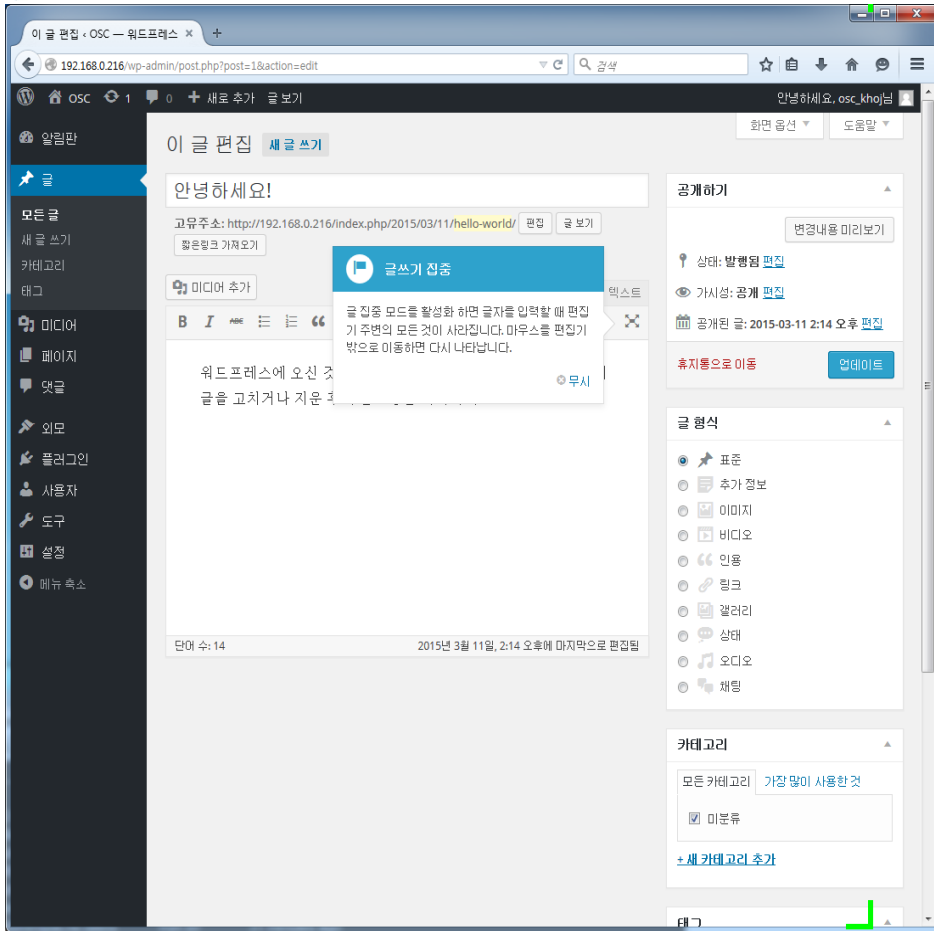 이 글 편집 ‹ OSC — 워드프레스 × +
192.168.0.216/wp-admin/post.php?post=1&action=edit
검색
OSC 1 0 + 새로 추가 글 보기
안녕하세요, osc_khoj님
화면 옵션 도움말
알림판
글
모든 글
새 글 쓰기
카테고리
태그
미디어
페이지
댓글
외모
플러그인
사용자
도구
설정
메뉴 축소
이 글 편집 새 글 쓰기
안녕하세요!
고유주소: http://192.168.0.216/index.php/2015/03/11/hello-world/ 편집 글 보기
짧은링크 가져오기
미디어 추가
텍스트
B I ABC
글쓰기 집중
글 집중 모드를 활성화 하면 글자를 입력할 때 편집
기 주변의 모든 것이 사라집니다. 마우스를 편집기
밖으로 이동하면 다시 나타납니다.
무시
워드프레스에 오신 것
글을 고치거나 지운
단어 수: 14
2015년 3월 11일, 2:14 오후에 마지막으로 편집됨
공개하기
변경내용 미리보기
상태: 발행됨 편집
가시성: 공개 편집
공개된 글: 2015-03-11 2:14 오후 편집
휴지통으로 이동 업데이트
글 형식
표준
추가 정보
이미지
비디오
인용
링크
갤러리
상태
오디오
채팅
카테고리
모든 카테고리 가장 많이 사용한 것
미분류
+ 새 카테고리 추가
태그